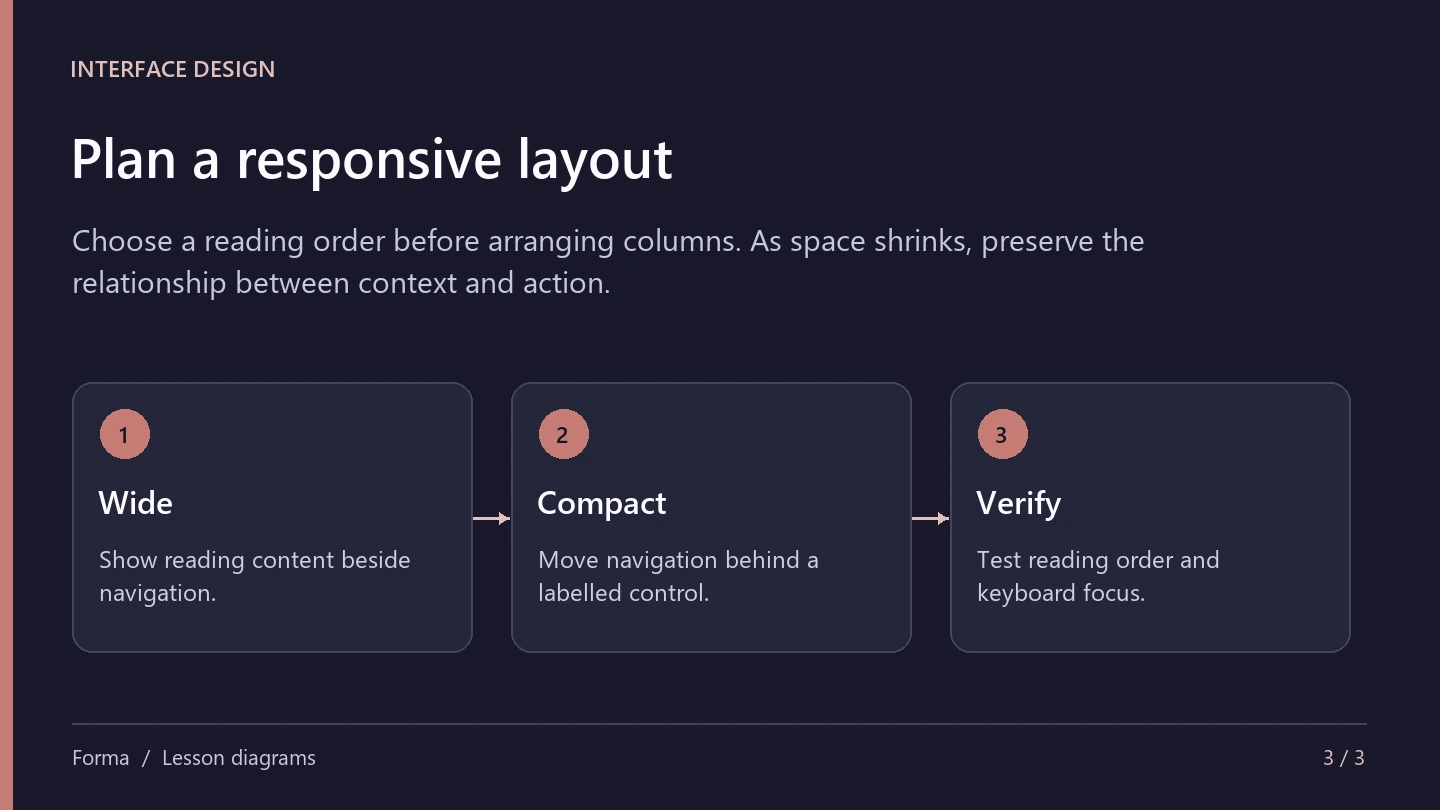 INTERFACE DESIGN
Plan a responsive layout
Choose a reading order before arranging columns. As space shrinks, preserve the
relationship between context and action.
1
Wide
Show reading content beside
navigation.
2
Compact
Move navigation behind a
labelled control.
3
Verify
Test reading order and
keyboard focus.
Forma / Lesson diagrams
3 / 3